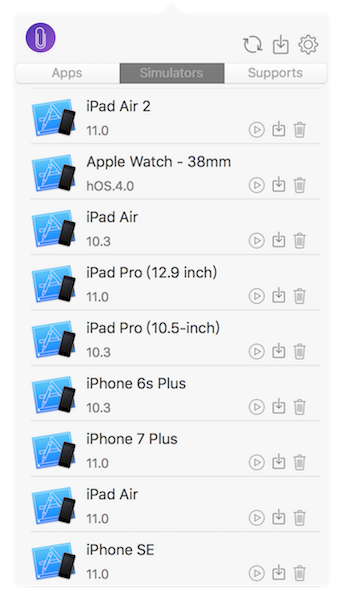 Apps
Simulators
Supports
iPad Air 2
11.0
Apple Watch - 38mm
hOS.4.0
iPad Air
10.3
iPad Pro (12.9 inch)
11.0
iPad Pro (10.5-inch)
10.3
iPhone 6s Plus
10.3
iPhone 7 Plus
11.0
iPad Air
11.0
iPhone SE
11.0